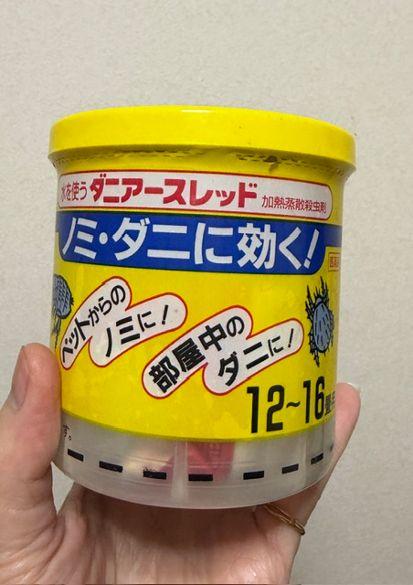 水を使う ダニアースレッド 加熱蒸散殺虫剤
ノミ・ダニに効く!
ペットからの
ノミに!
部屋中の
ダニに!
12~16畳
す。